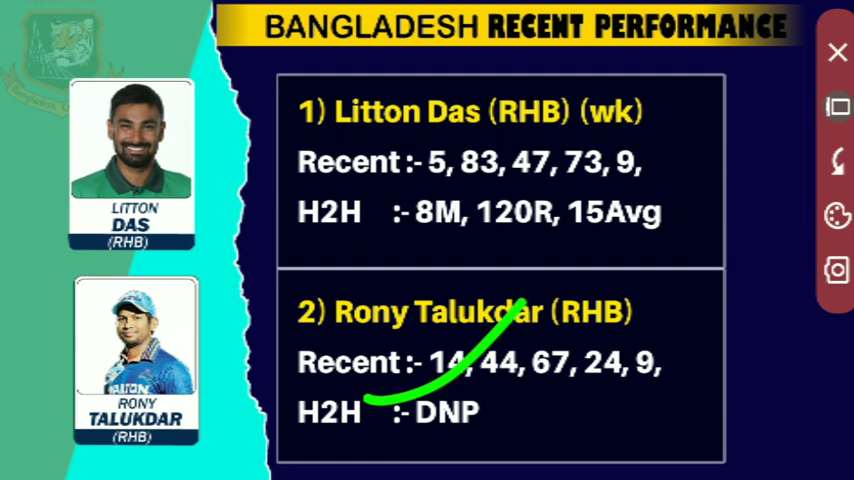 BANGLADESH RECENT PERFORMANCE
LITTON
DAS
(RHB)
1) Litton Das (RHB) (wk)
Recent :- 5, 83, 47, 73, 9,
H2H :- 8M, 120R, 15Avg
RONY
TALUKDAR
(RHB)
2) Rony Talukdar (RHB)
Recent :- 14, 44, 67, 24, 9,
H2H :- DNP